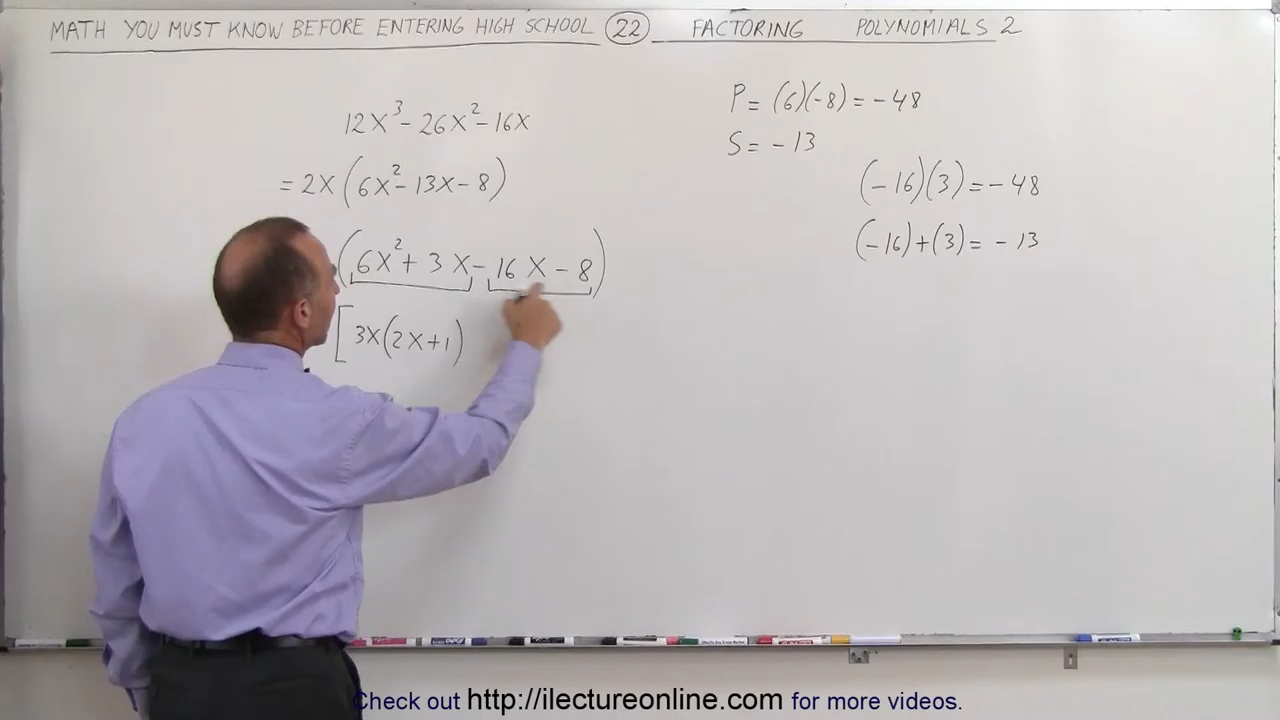 MATH YOU MUST KNOW BEFORE ENTERING HIGH SCHOOL 22 FACTORING POLYNOMIALS 2
12X³ - 26X² - 16X
= 2X (6X² - 13X - 8)
(6X² + 3X - 16X - 8)
[ 3X(2X+1)
P = (6)(-8) = -48
S = -13
(-16)(3) = -48
(-16)+(3) = -13
Check out http://ilectureonline.com for more videos.